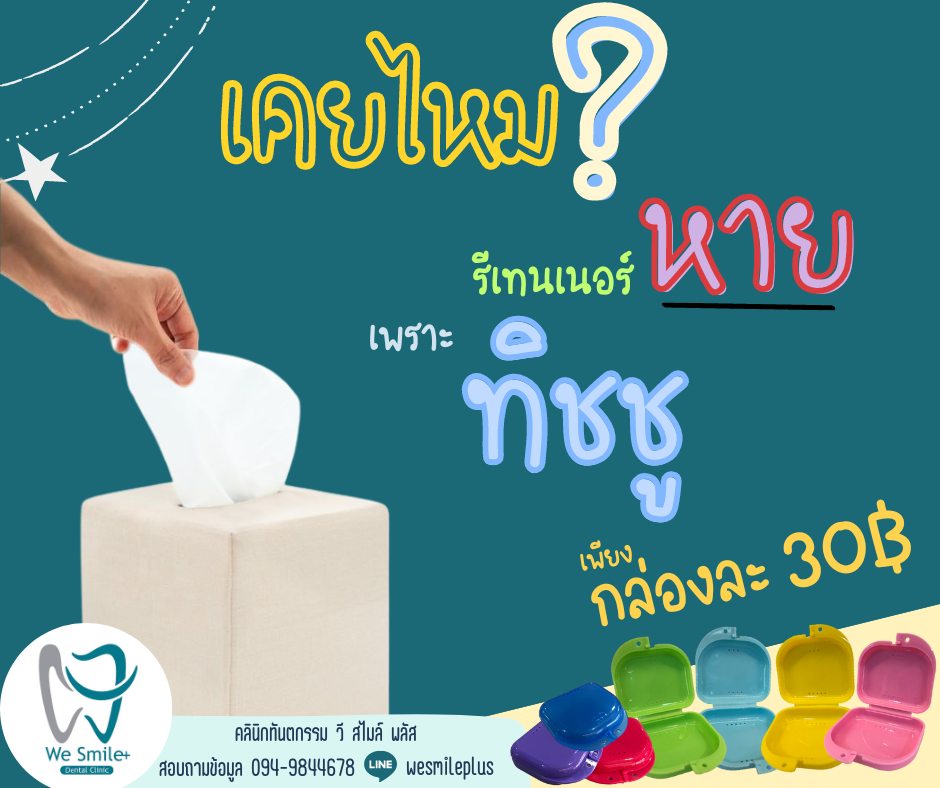 เคยไหม?
รีเทนเนอร์ หาย
เพราะ ทิชชู
เพียง
กล่องละ 30฿
We Smile+
Dental Clinic
คลินิกทันตกรรม วี สไมล์ พลัส
สอบถามข้อมูล 094-9844678 LINE wesmileplus